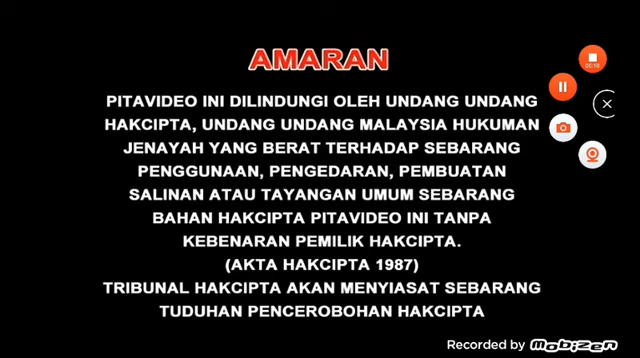 AMARAN
PITAVIDEO INI DILINDUNGI OLEH UNDANG UNDANG
HAKCIPTA, UNDANG UNDANG MALAYSIA HUKUMAN
JENAYAH YANG BERAT TERHADAP SEBARANG
PENGGUNAAN, PENGEDARAN, PEMBUATAN
SALINAN ATAU TAYANGAN UMUM SEBARANG
BAHAN HAKCIPTA PITAVIDEO INI TANPA
KEBENARAN PEMILIK HAKCIPTA.
(AKTA HAKCIPTA 1987)
TRIBUNAL HAKCIPTA AKAN MENYIASAT SEBARANG
TUDUHAN PENCEROBOHAN HAKCIPTA
Recorded by Mobizen